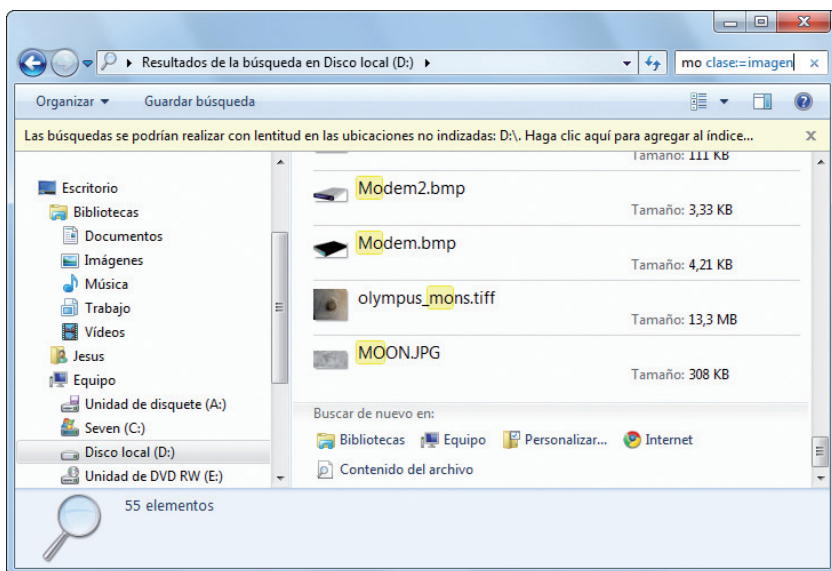 Resultados de la búsqueda en Disco local (D:)
mo clase:=imagen
Organizar
Guardar búsqueda
Las búsquedas se podrían realizar con lentitud en las ubicaciones no indizadas: D:\. Haga clic aquí para agregar al índice...
Escritorio
Bibliotecas
Documentos
Imágenes
Música
Trabajo
Vídeos
Jesus
Equipo
Unidad de disquete (A:)
Seven (C:)
Disco local (D:)
Unidad de DVD RW (E:)
Tamaño: 111 KB
Modem2.bmp
Tamaño: 3,33 KB
Modem.bmp
Tamaño: 4,21 KB
olympus_mons.tiff
Tamaño: 13,3 MB
MOON.JPG
Tamaño: 308 KB
Buscar de nuevo en:
Bibliotecas Equipo Personalizar... Internet
Contenido del archivo
55 elementos